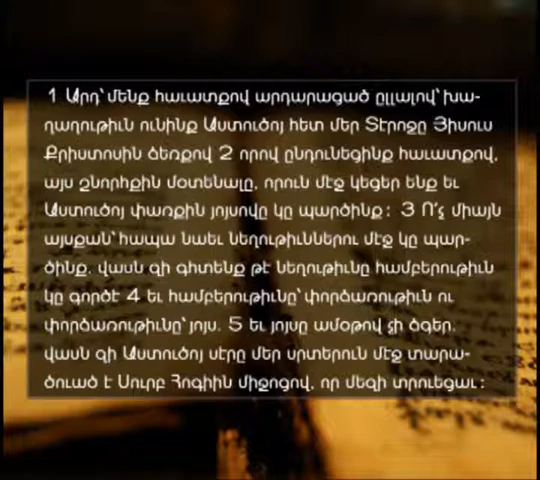 1 Արդ՝ մենք հաւատքով արդարացած ըլլալով՝ խա-
ղաղութիւն ունինք Աստուծոյ հետ մեր Տէրոջը Յիսուս
Քրիստոսին ձեռքով 2 որով ընդունեցինք հաւատքով,
այս շնորհքին մօտենալը, որուն մէջ կեցեր ենք եւ
Աստուծոյ փառքին յոյսովը կը պարծինք։ 3 Ո՛չ միայն
այսքան՝ հապա նաեւ նեղութիւններու մէջ կը պար-
ծինք. վասն զի գիտենք թէ նեղութիւնը համբերութիւն
կը գործէ 4 եւ համբերութիւնը՝ փորձառութիւն ու
փորձառութիւնը՝ յոյս. 5 եւ յոյսը ամօթով չի ձգեր.
վասն զի Աստուծոյ սէրը մեր սրտերուն մէջ տարա-
ծուած է Սուրբ Հոգիին միջոցով, որ մեզի տրուեցաւ։